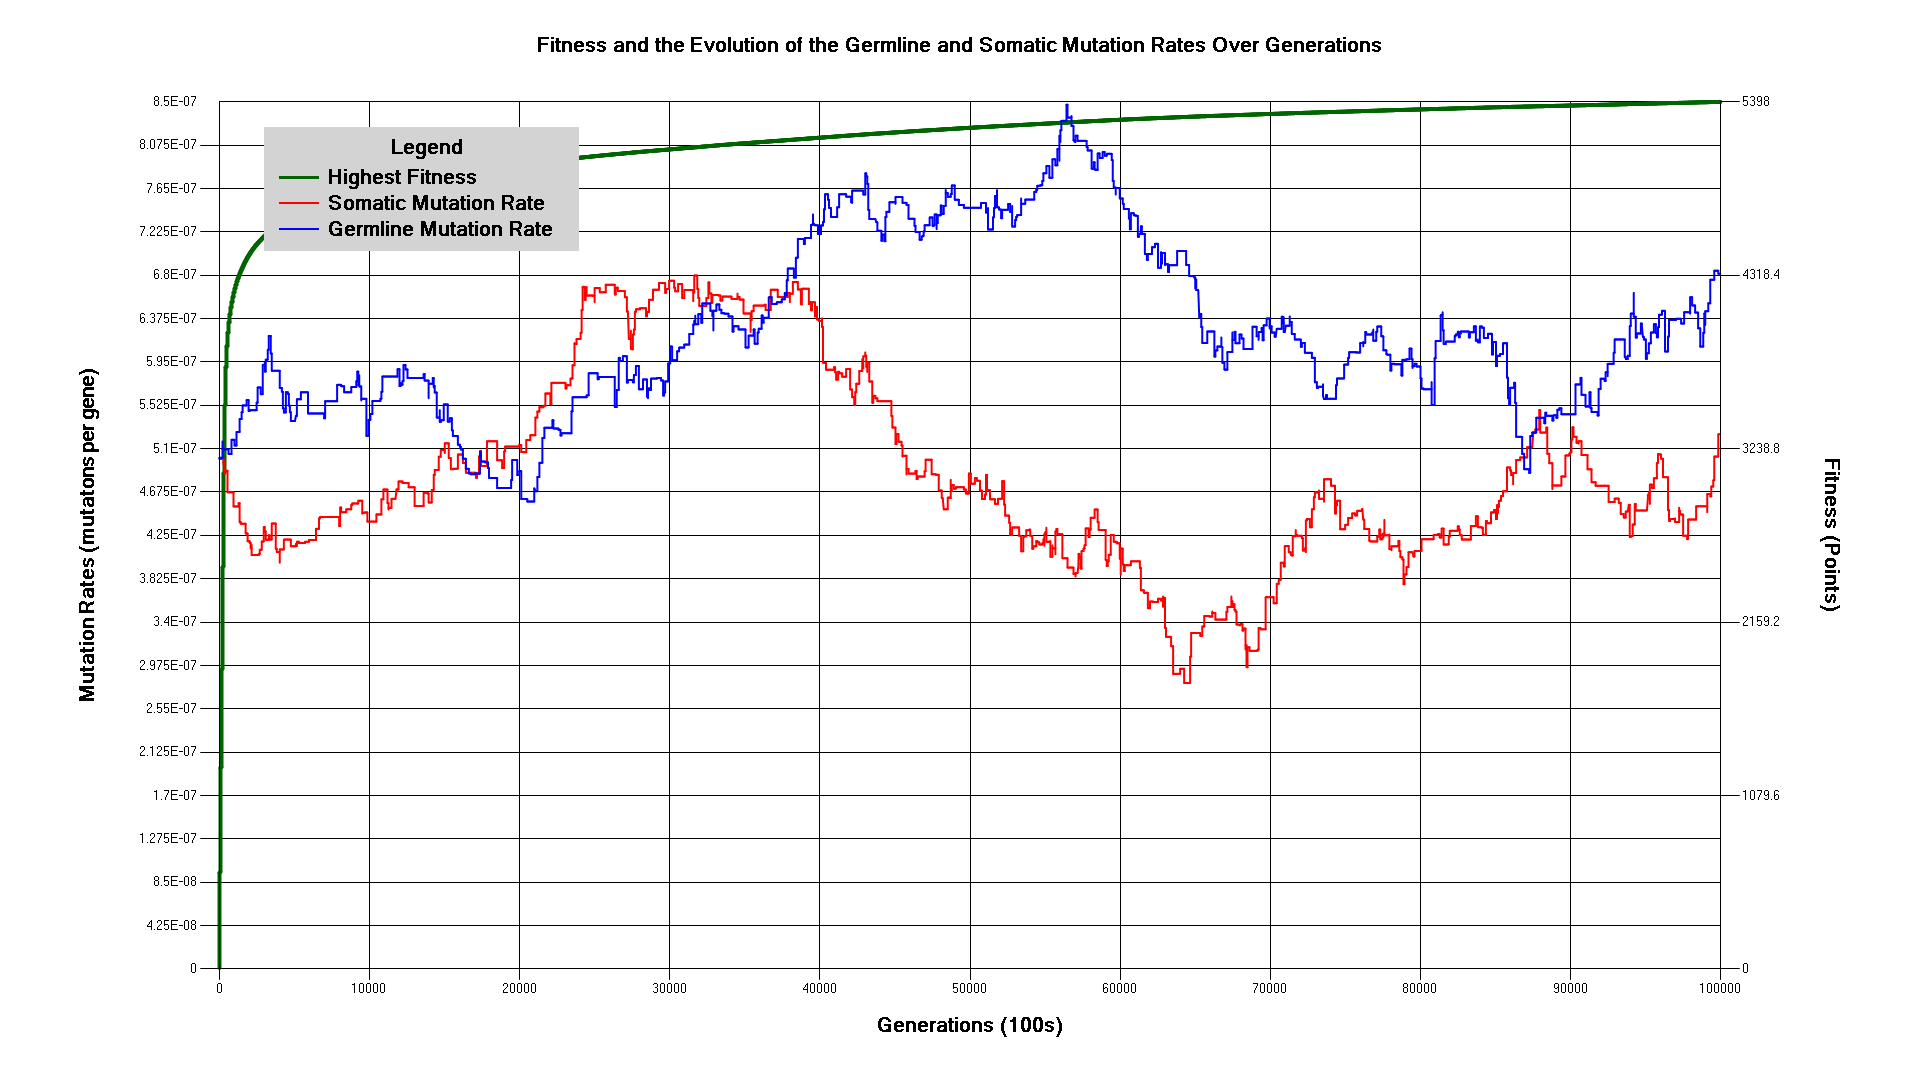 Fitness and the Evolution of the Germline and Somatic Mutation Rates Over Generations
Legend
Highest Fitness
Somatic Mutation Rate
Germline Mutation Rate
Mutation Rates (mutatons per gene)
8.5E-07
8.075E-07
7.65E-07
7.225E-07
6.8E-07
6.375E-07
5.95E-07
5.525E-07
5.1E-07
4.675E-07
4.25E-07
3.825E-07
3.4E-07
2.975E-07
2.55E-07
2.125E-07
1.7E-07
1.275E-07
8.5E-08
4.25E-08
0
5398
4318.4
3238.8
2159.2
1079.6
0
Fitness (Points)
0 10000 20000 30000 40000 50000 60000 70000 80000 90000 100000
Generations (100s)